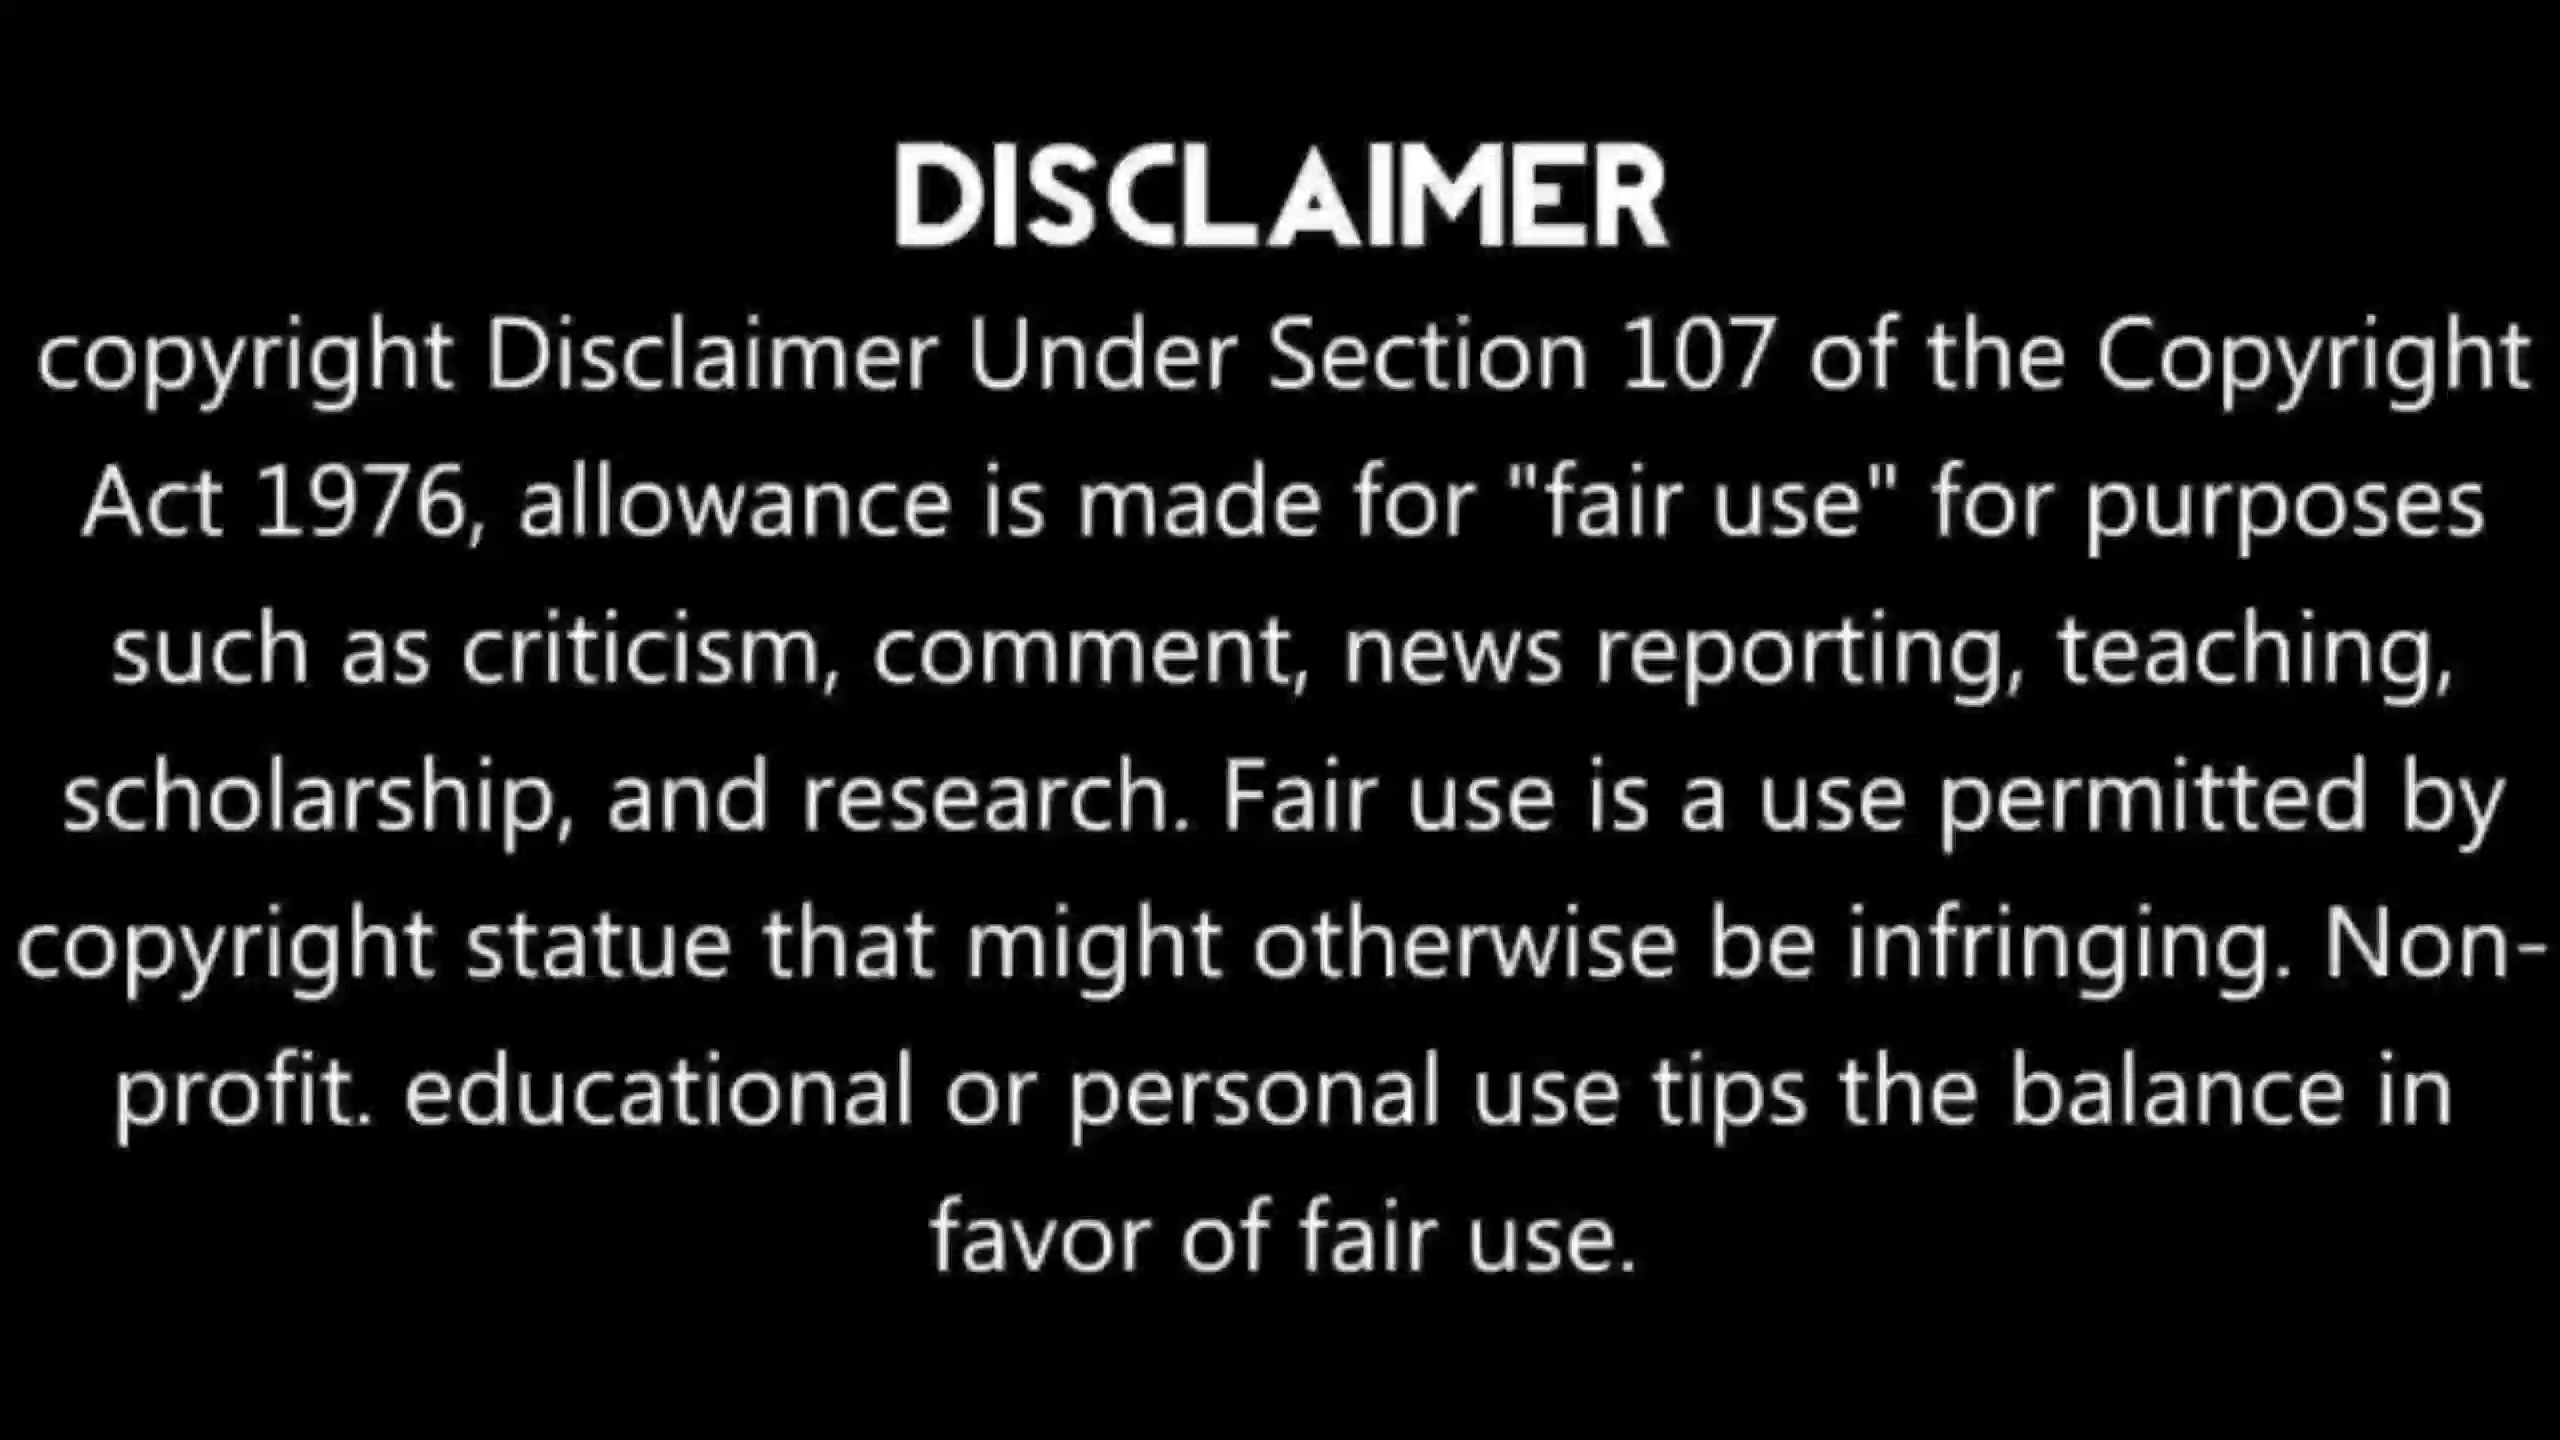 DISCLAIMER
copyright Disclaimer Under Section 107 of the Copyright
Act 1976, allowance is made for "fair use" for purposes
such as criticism, comment, news reporting, teaching,
scholarship, and research. Fair use is a use permitted by
copyright statue that might otherwise be infringing. Non-
profit. educational or personal use tips the balance in
favor of fair use.